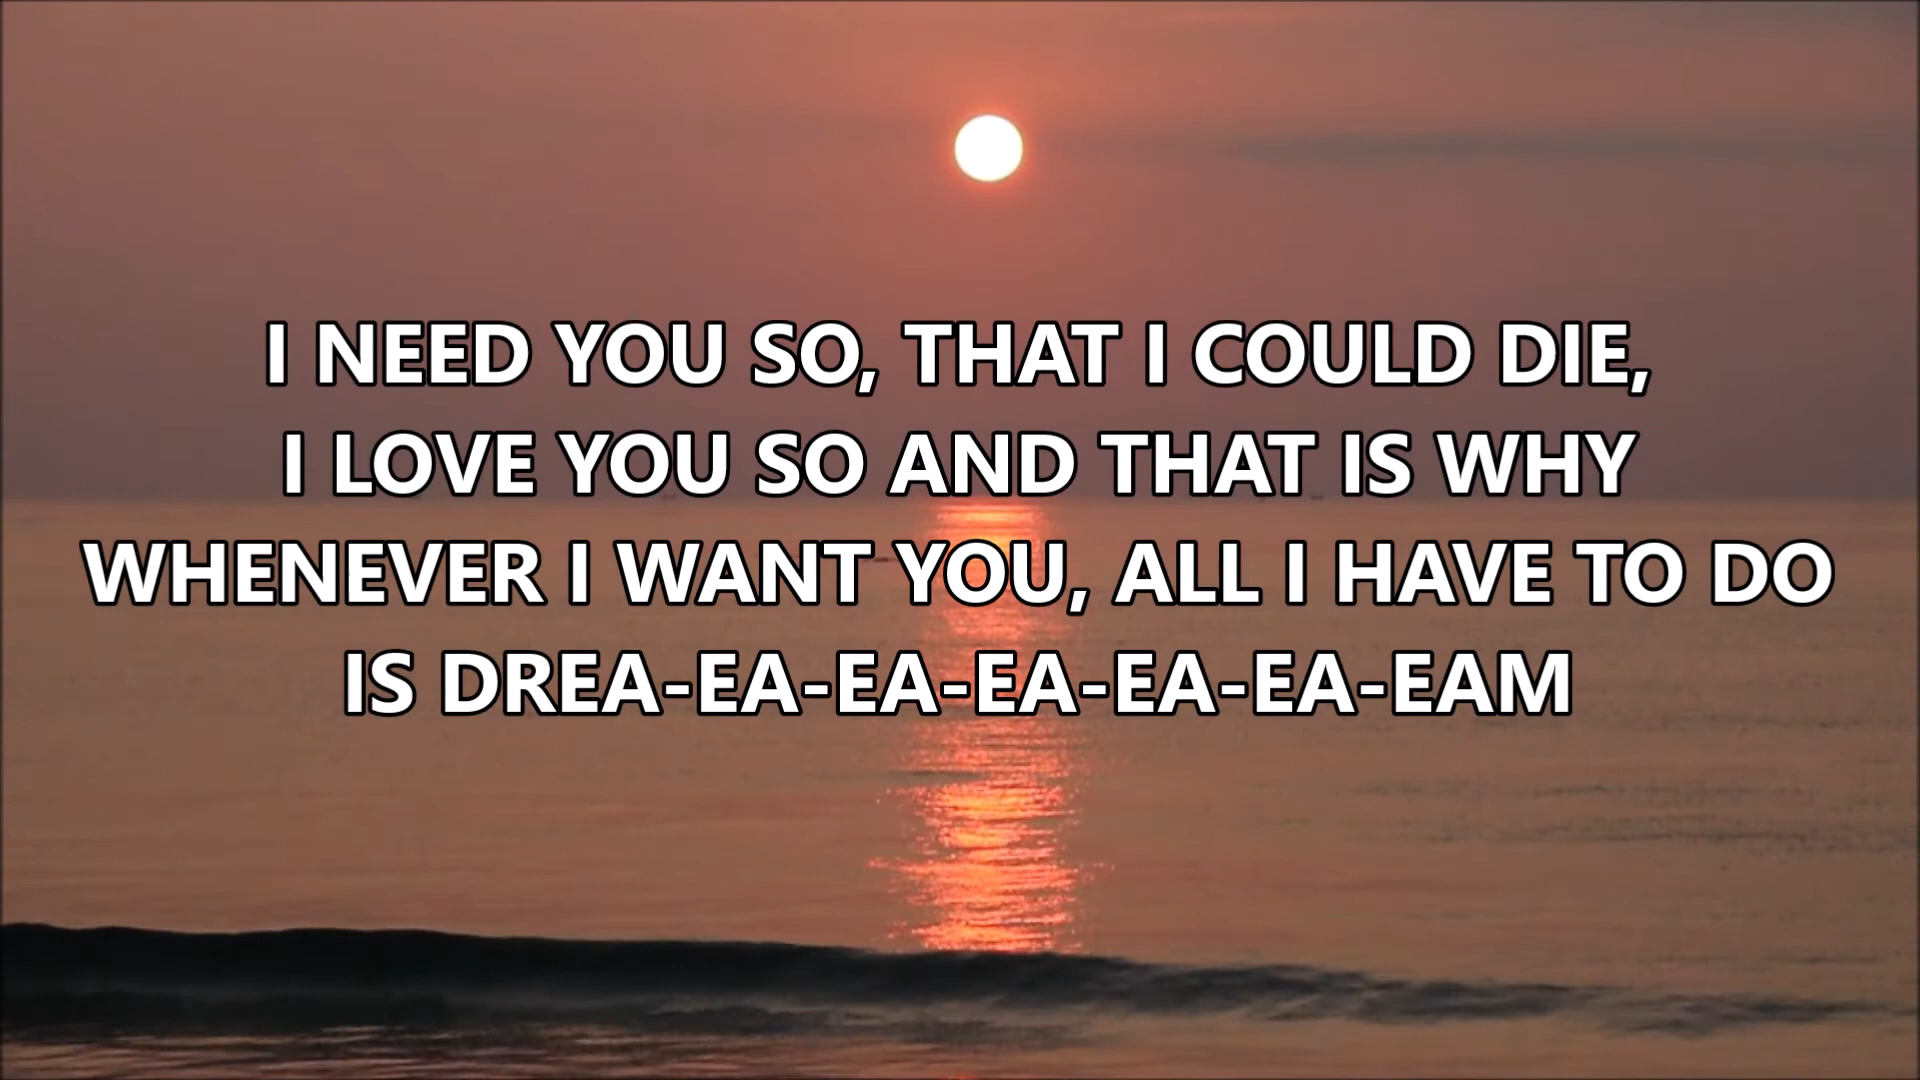 I NEED YOU SO, THAT I COULD DIE,
I LOVE YOU SO AND THAT IS WHY
WHENEVER I WANT YOU, ALL I HAVE TO DO
IS DREA-EA-EA-EA-EA-EA-EAM